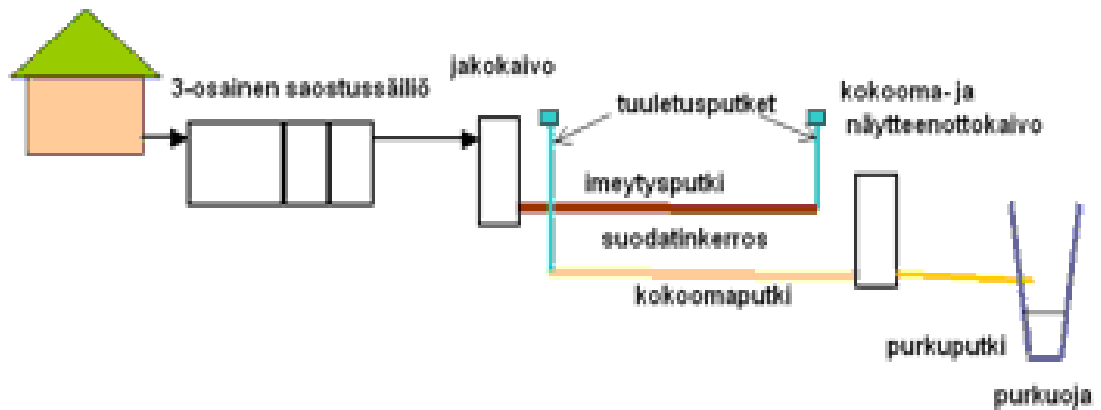 jakokaivo
3-osainen saostussäiliö
tuuletusputket
kokooma- ja
näytteenottokaivo
imeytysputki
suodatinkerros
kokoomaputki
purkuputki
purkuoja